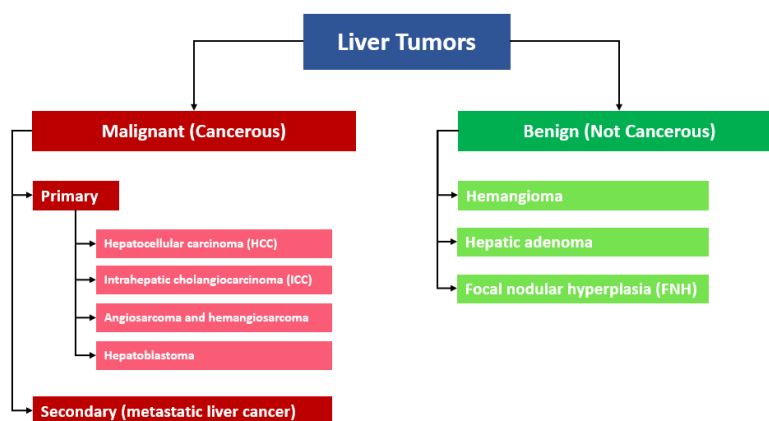 Liver Tumors
Malignant (Cancerous)
Primary
Hepatocellular carcinoma (HCC)
Intrahepatic cholangiocarcinoma (ICC)
Angiosarcoma and hemangiosarcoma
Hepatoblastoma
Secondary (metastatic liver cancer)
Benign (Not Cancerous)
Hemangioma
Hepatic adenoma
Focal nodular hyperplasia (FNH)